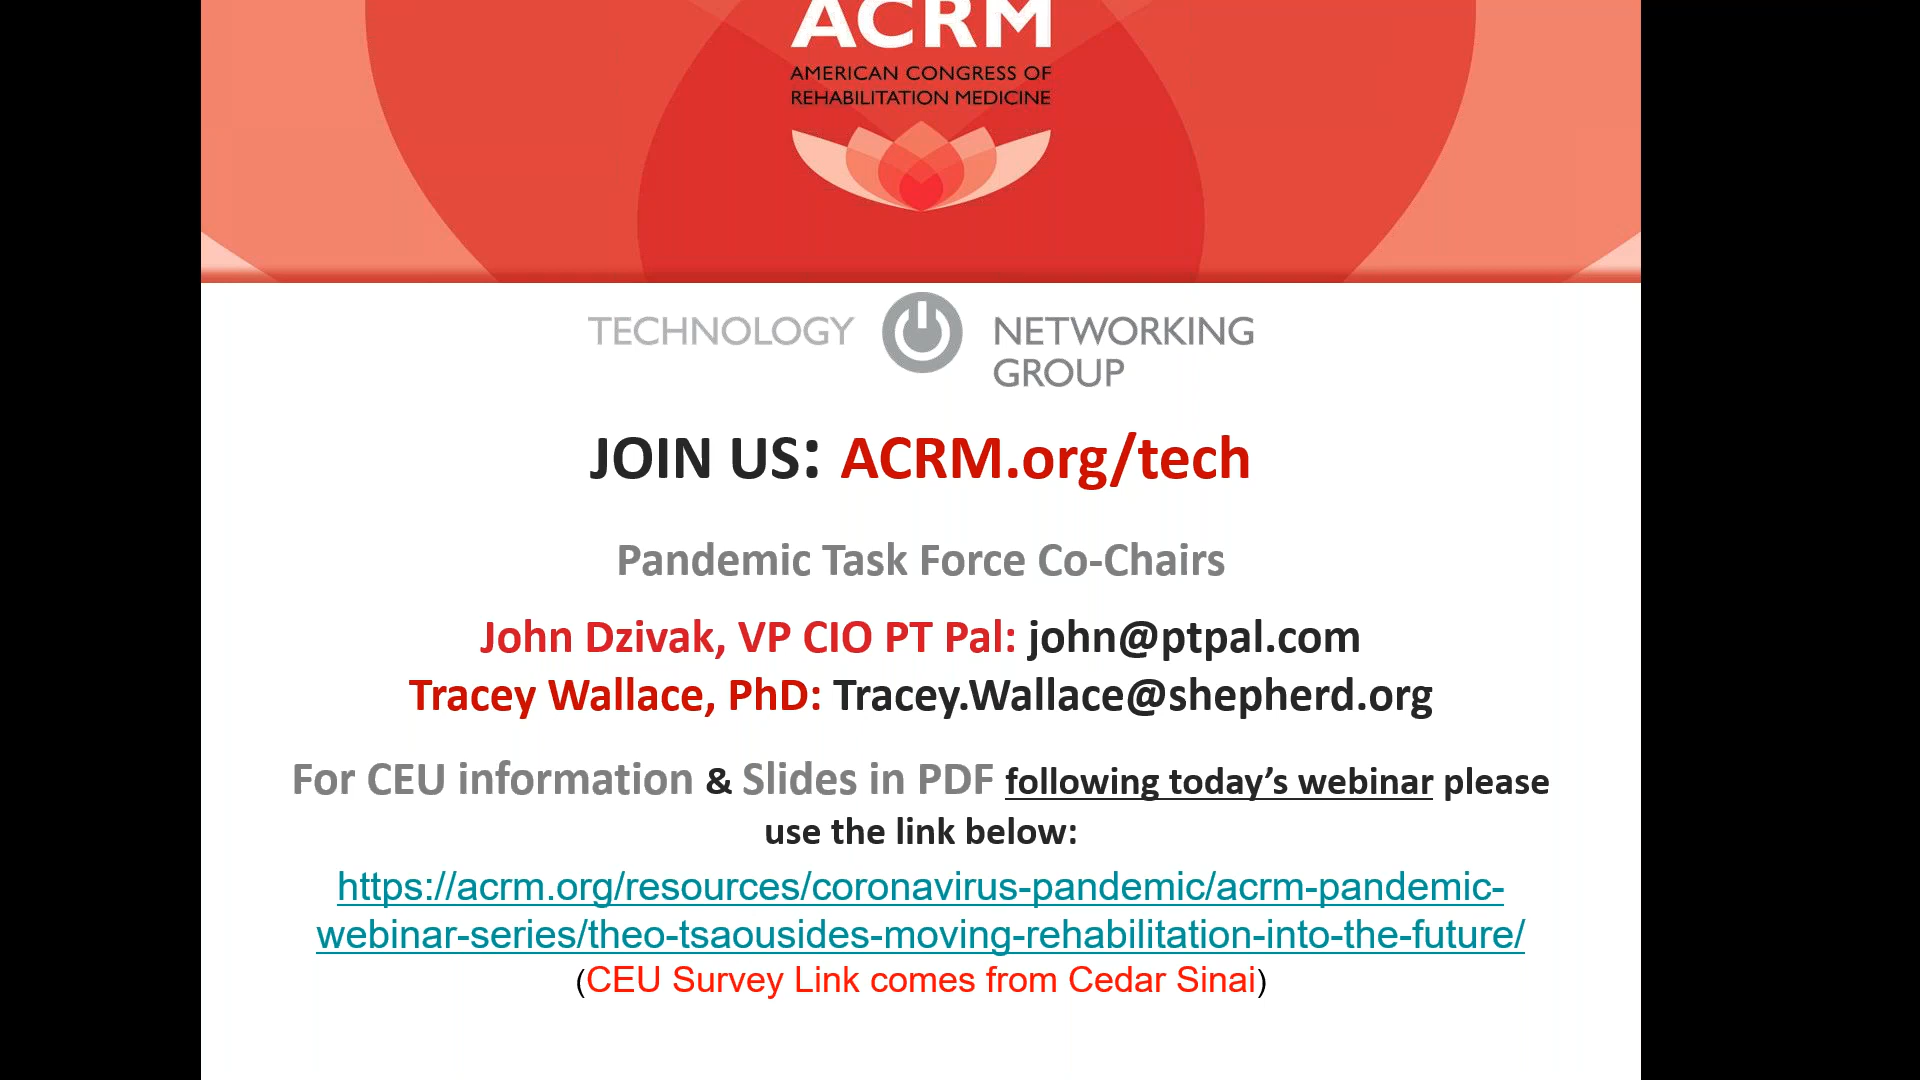 ACRM
AMERICAN CONGRESS OF
REHABILITATION MEDICINE
TECHNOLOGY NETWORKING
GROUP
JOIN US: ACRM.org/tech
Pandemic Task Force Co-Chairs
John Dzivak, VP CIO PT Pal: john@ptpal.com
Tracey Wallace, PhD: Tracey.Wallace@shepherd.org
For CEU information & Slides in PDF following today’s webinar please
use the link below:
https://acrm.org/resources/coronavirus-pandemic/acrm-pandemic-
webinar-series/theo-tsaousides-moving-rehabilitation-into-the-future/
(CEU Survey Link comes from Cedar Sinai)